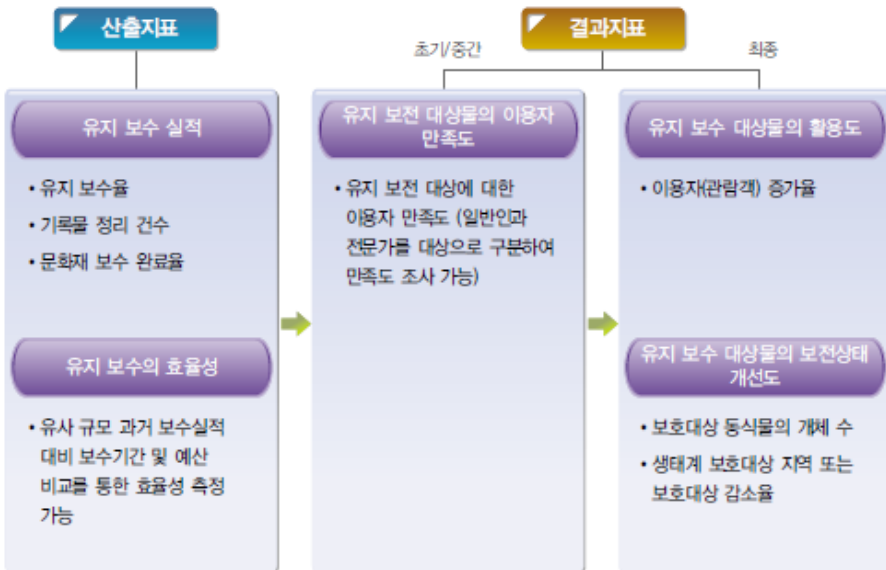 산출지표
결과지표
초기/중간
최종
유지 보수 실적
• 유지 보수율
• 기록물 정리 건수
• 문화재 보수 완료율
유지 보수의 효율성
• 유사 규모 과거 보수실적
대비 보수기간 및 예산
비교를 통한 효율성 측정
가능
유지 보전 대상물의 이용자
만족도
• 유지 보전 대상에 대한
이용자 만족도 (일반인과
전문가를 대상으로 구분하여
만족도 조사 가능)
유지 보수 대상물의 활용도
• 이용자(관람객) 증가율
유지 보수 대상물의 보전상태
개선도
• 보호대상 동식물의 개체 수
• 생태계 보호대상 지역 또는
보호대상 감소율